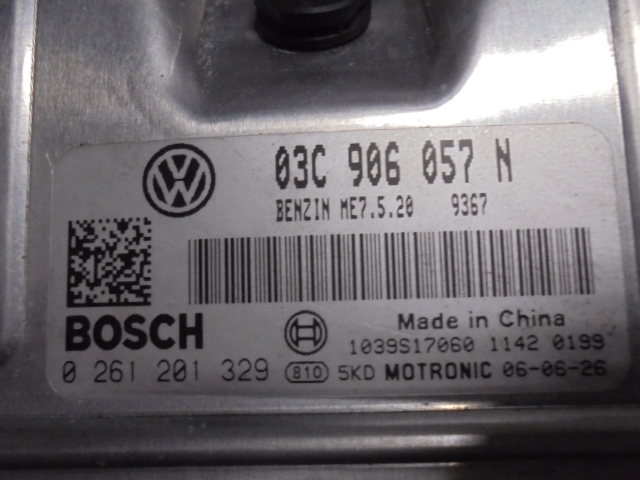 03C 906 057 N
BENZIN ME7.5.20 9367
BOSCH
Made in China
1039S17060 1142 0199
0 261 201 329 810 5KD MOTRONIC 06-06-26